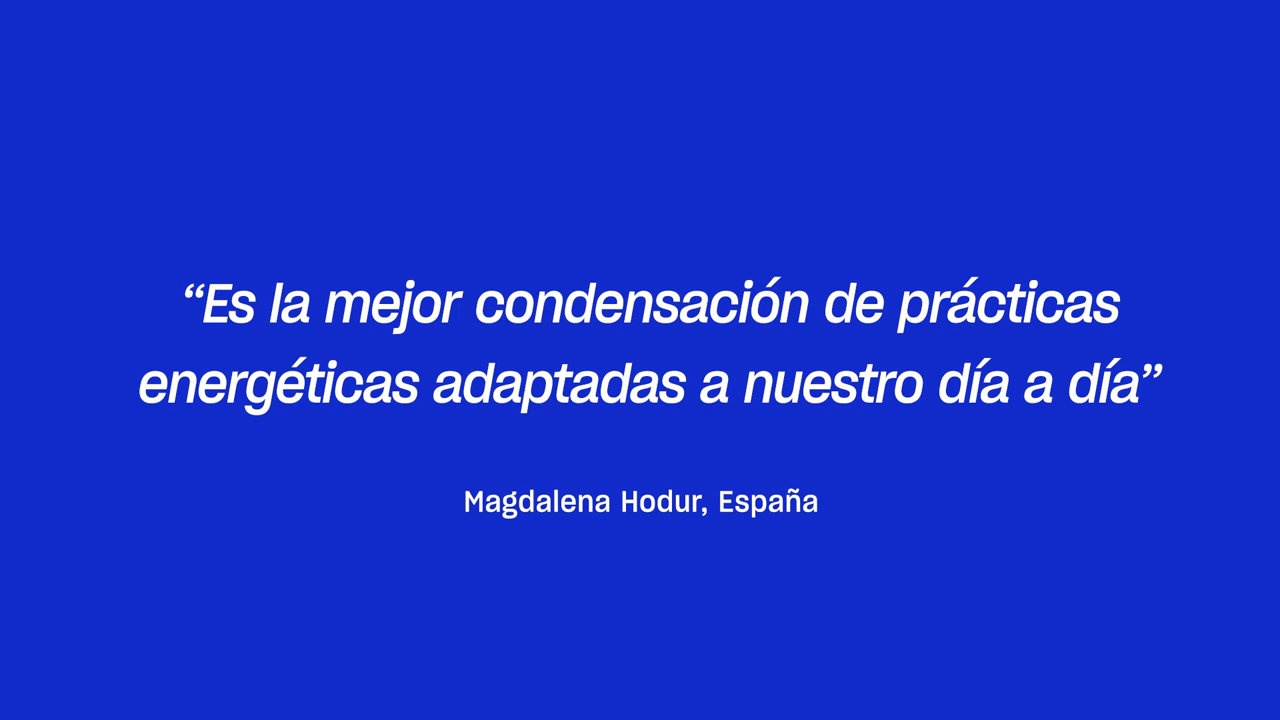 “Es la mejor condensación de prácticas
energéticas adaptadas a nuestro día a día”
Magdalena Hodur, España